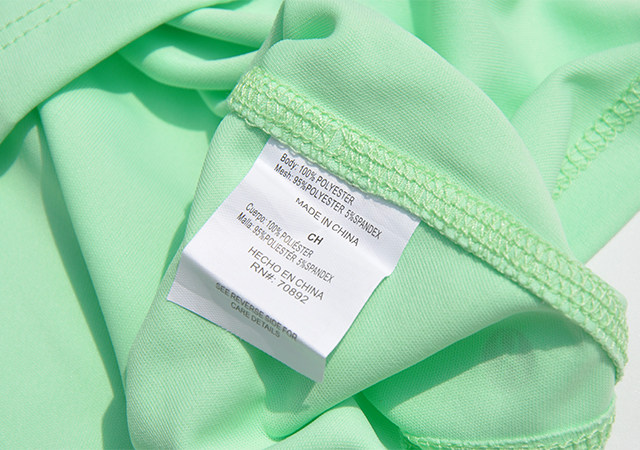 Body: 100% POLYESTER
Mesh: 95%POLYESTER 5%SPANDEX
MADE IN CHINA
CH
Cuerpo: 100% POLIÉSTER
Malla: 95%POLIESTER 5%SPANDEX
HECHO EN CHINA
RN#: 70892
SEE REVERSE SIDE FOR
CARE DETAILS